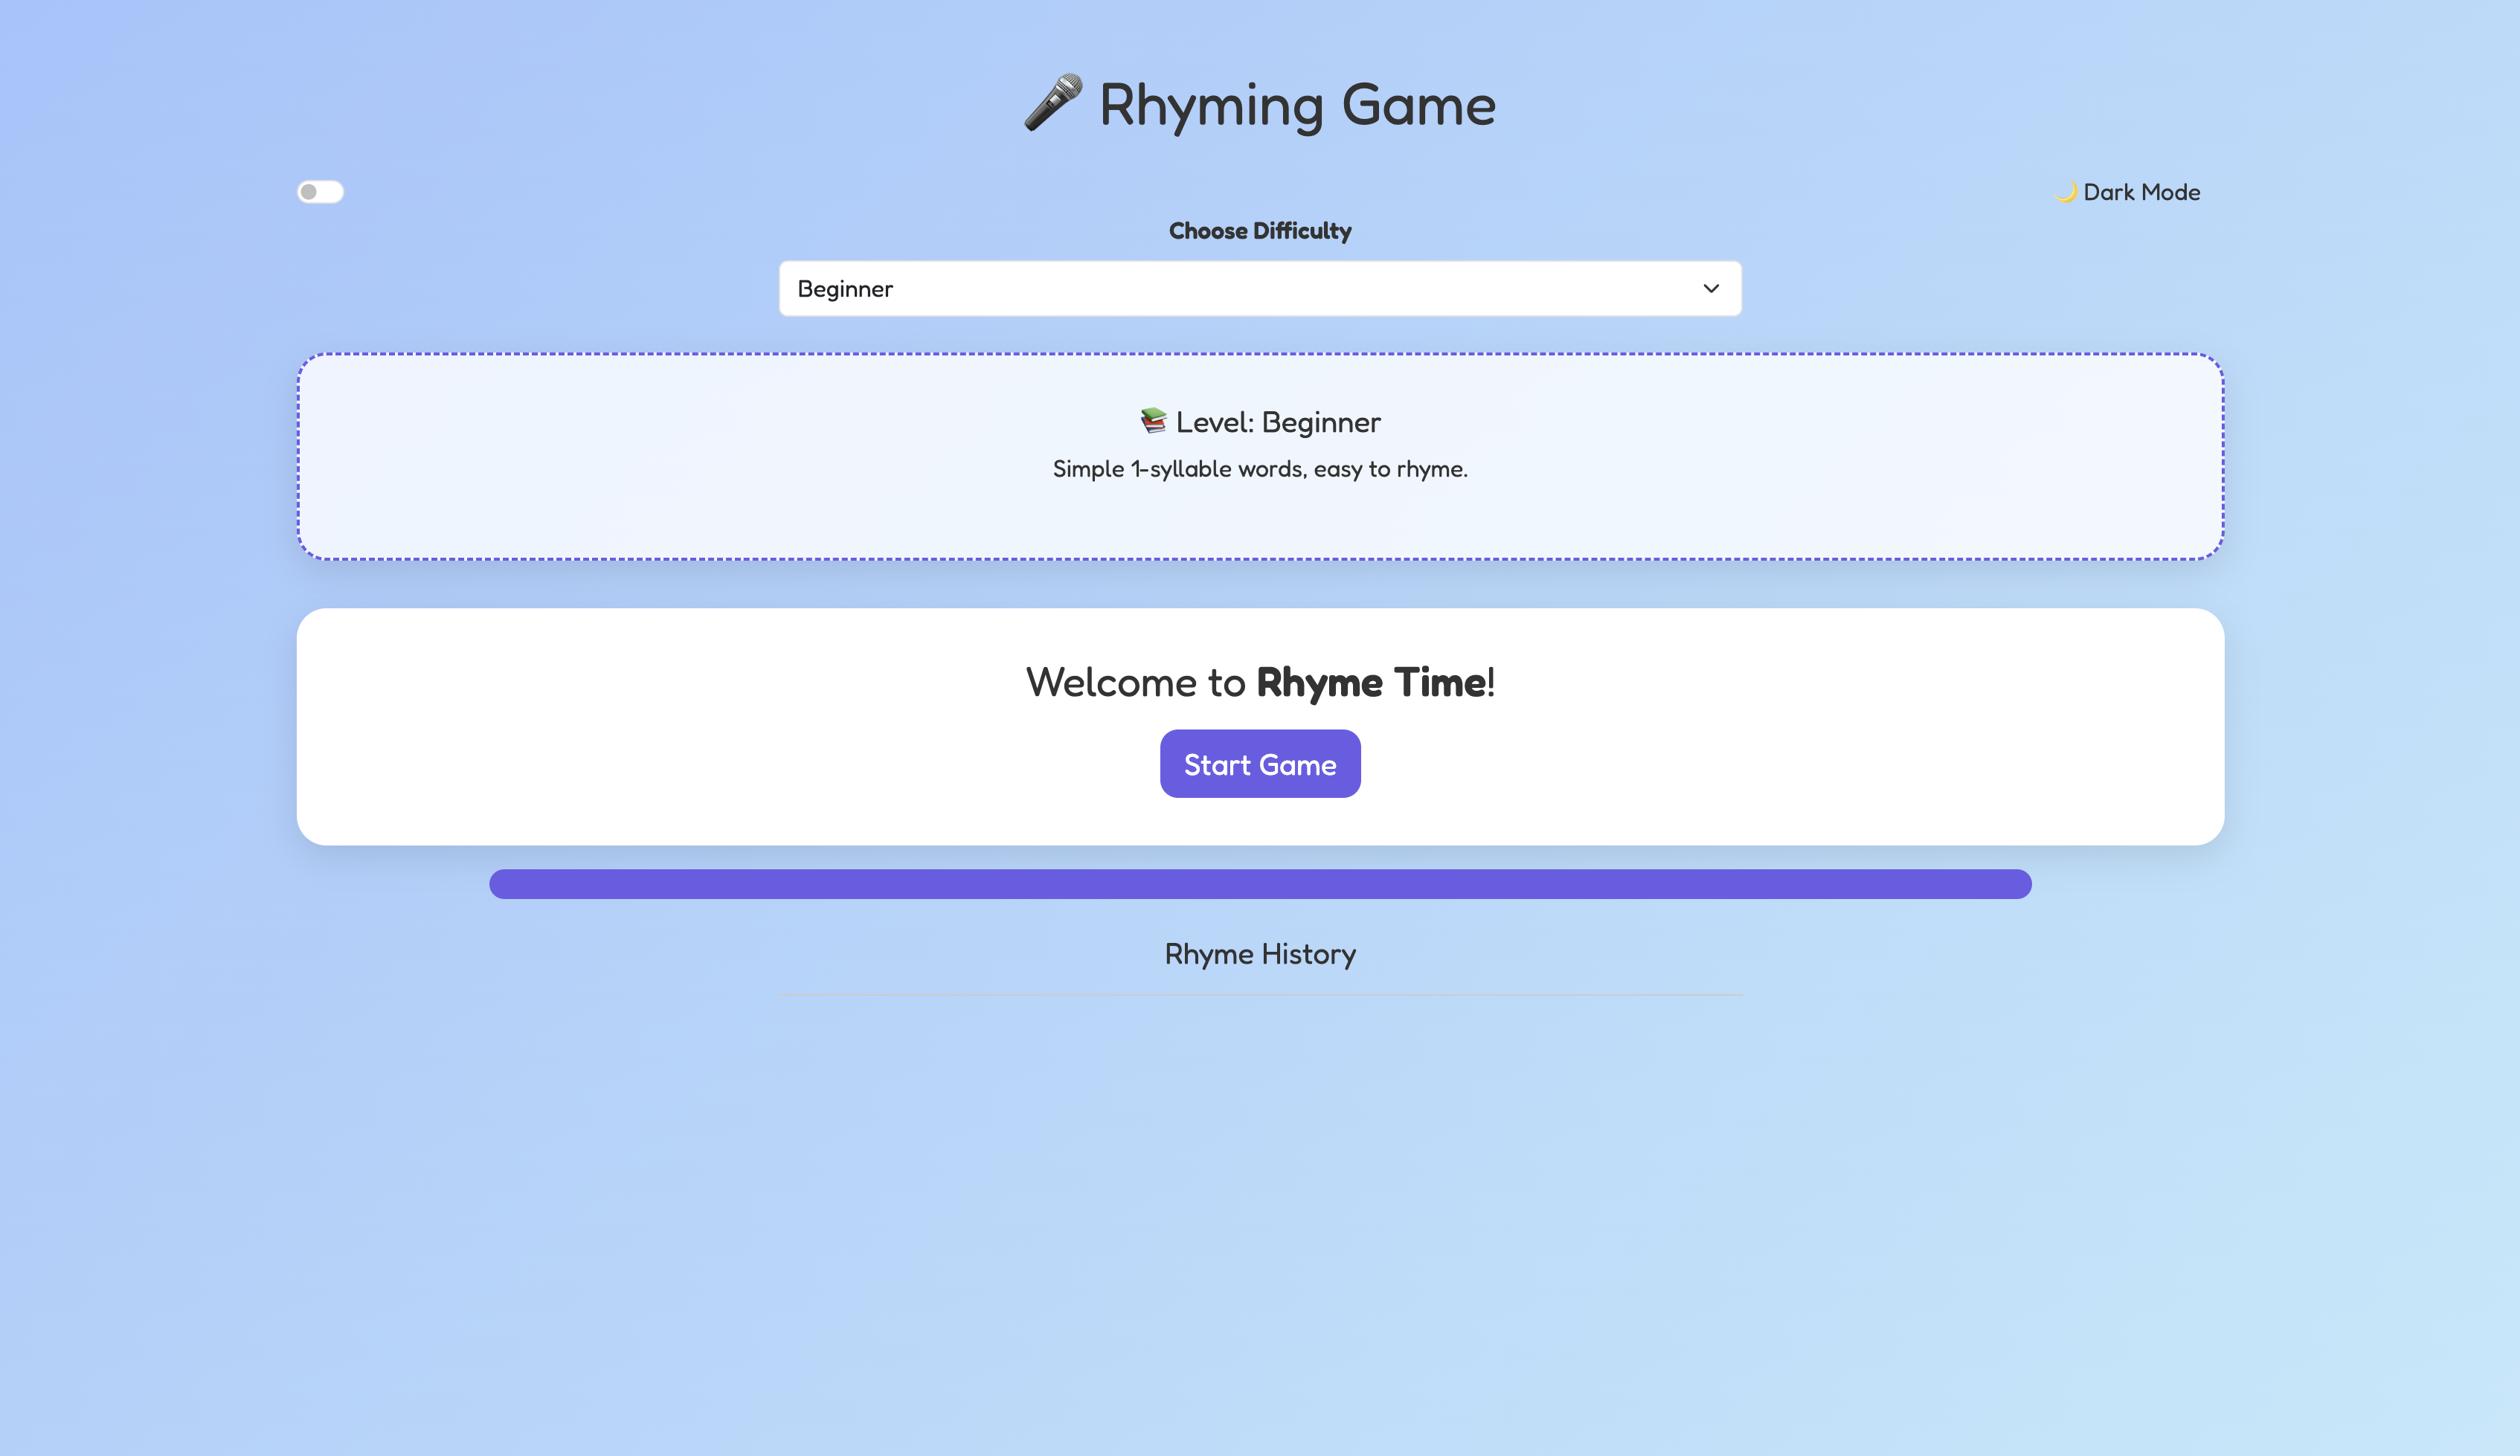 🎤 Rhyming Game
🌙 Dark Mode
Choose Difficulty
Beginner
📚 Level: Beginner
Simple 1-syllable words, easy to rhyme.
Welcome to Rhyme Time!
Start Game
Rhyme History